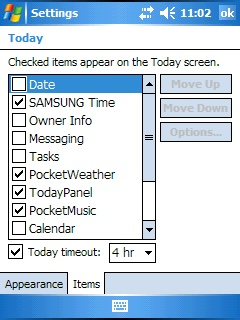 Settings 11:02 ok
Today
Checked items appear on the Today screen.
Date
SAMSUNG Time
Owner Info
Messaging
Tasks
PocketWeather
TodayPanel
PocketMusic
Calendar
Move Up
Move Down
Options...
Today timeout: 4 hr
Appearance Items